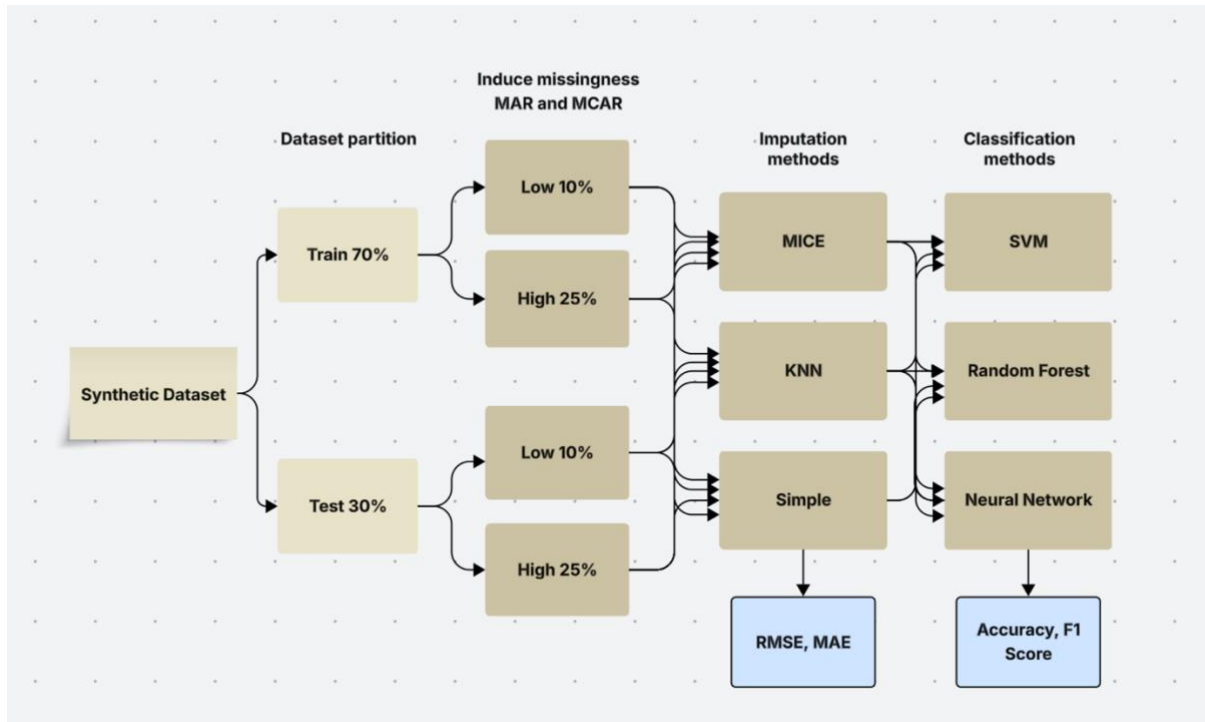 Induce missingness
MAR and MCAR
Dataset partition
Imputation
methods
Classification
methods
Low 10%
Train 70%
MICE
SVM
High 25%
Synthetic Dataset
KNN
Random Forest
Low 10%
Test 30%
Simple
Neural Network
High 25%
RMSE, MAE
Accuracy, F1
Score